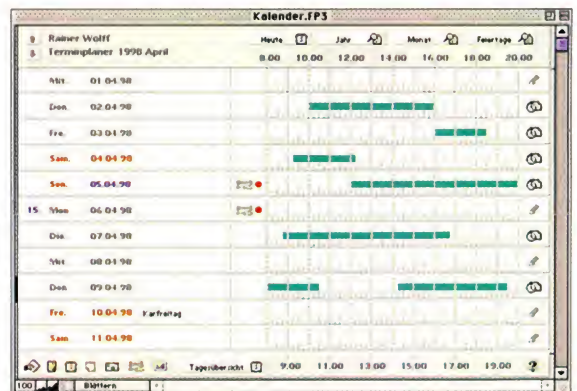 Kalender.FP3
Rainer Wolff
Heute Jahr Monat Feiertage
Terminplaner 1998 April
8.00 10.00 12.00 14.00 16.00 18.00 20.00
Mit. 01.04.98
Don. 02.04.98
Fre. 03.04.98
Sam. 04.04.98
Son. 05.04.98
15 Mon 06.04.98
Die. 07.04.98
Mit 08.04.98
Don. 09.04.98
Fre. 10.04.98 Karfreitag
Sam 11.04.98
Tagesübersicht 9.00 11.00 13.00 15.00 17.00 19.00 ?
100 Blättern